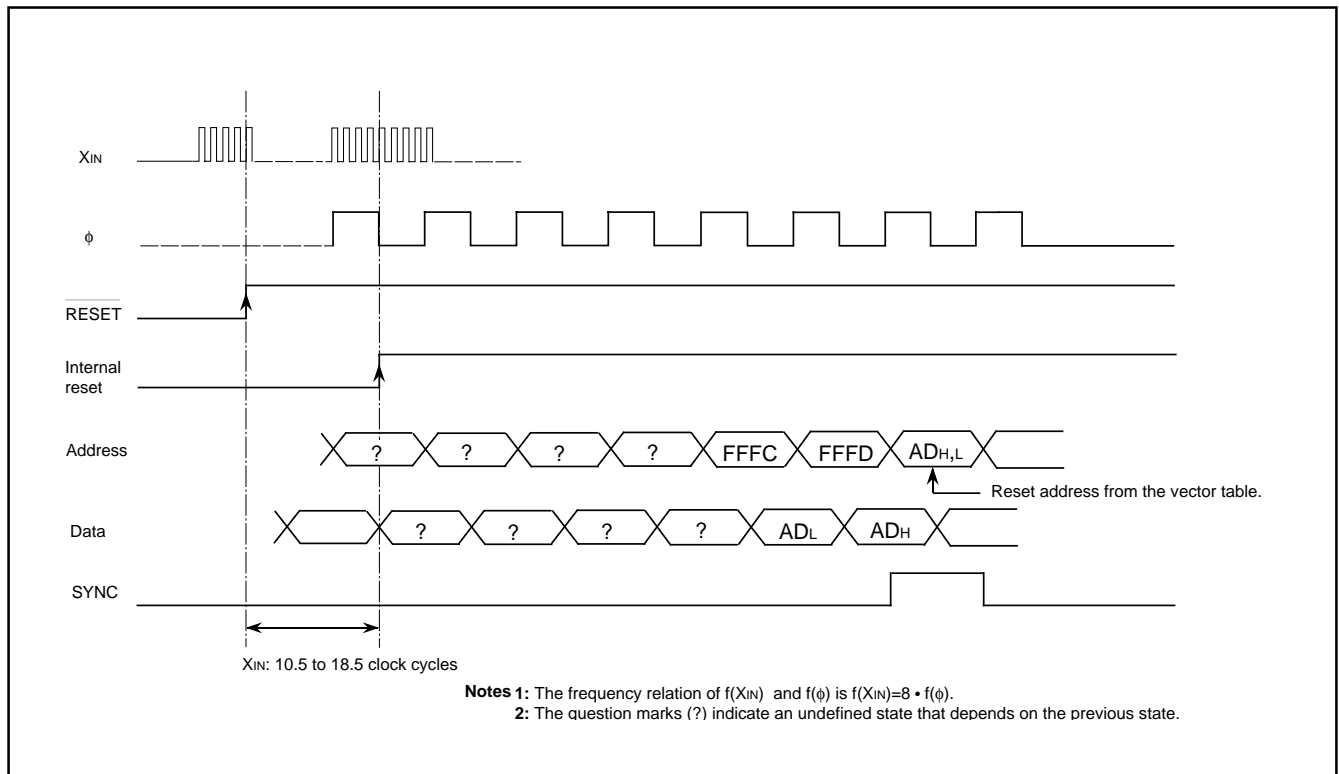 XIN
ϕ
RESET
Internal
reset
Address
? ? ? ? FFFC FFFD ADH,L
Reset address from the vector table.
Data
? ? ? ? ADL ADH
SYNC
XIN: 10.5 to 18.5 clock cycles
Notes 1: The frequency relation of f(XIN) and f(ϕ) is f(XIN)=8 • f(ϕ).
2: The question marks (?) indicate an undefined state that depends on the previous state.